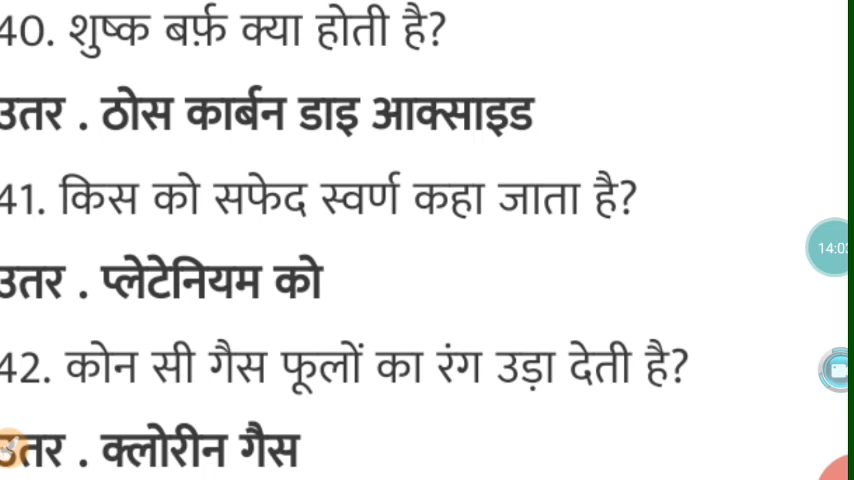 40. शुष्क बर्फ़ क्या होती है?
उतर . ठोस कार्बन डाइ आक्साइड
41. किस को सफेद स्वर्ण कहा जाता है?
उतर . प्लेटेनियम को
42. कोन सी गैस फूलों का रंग उड़ा देती है?
उतर . क्लोरीन गैस